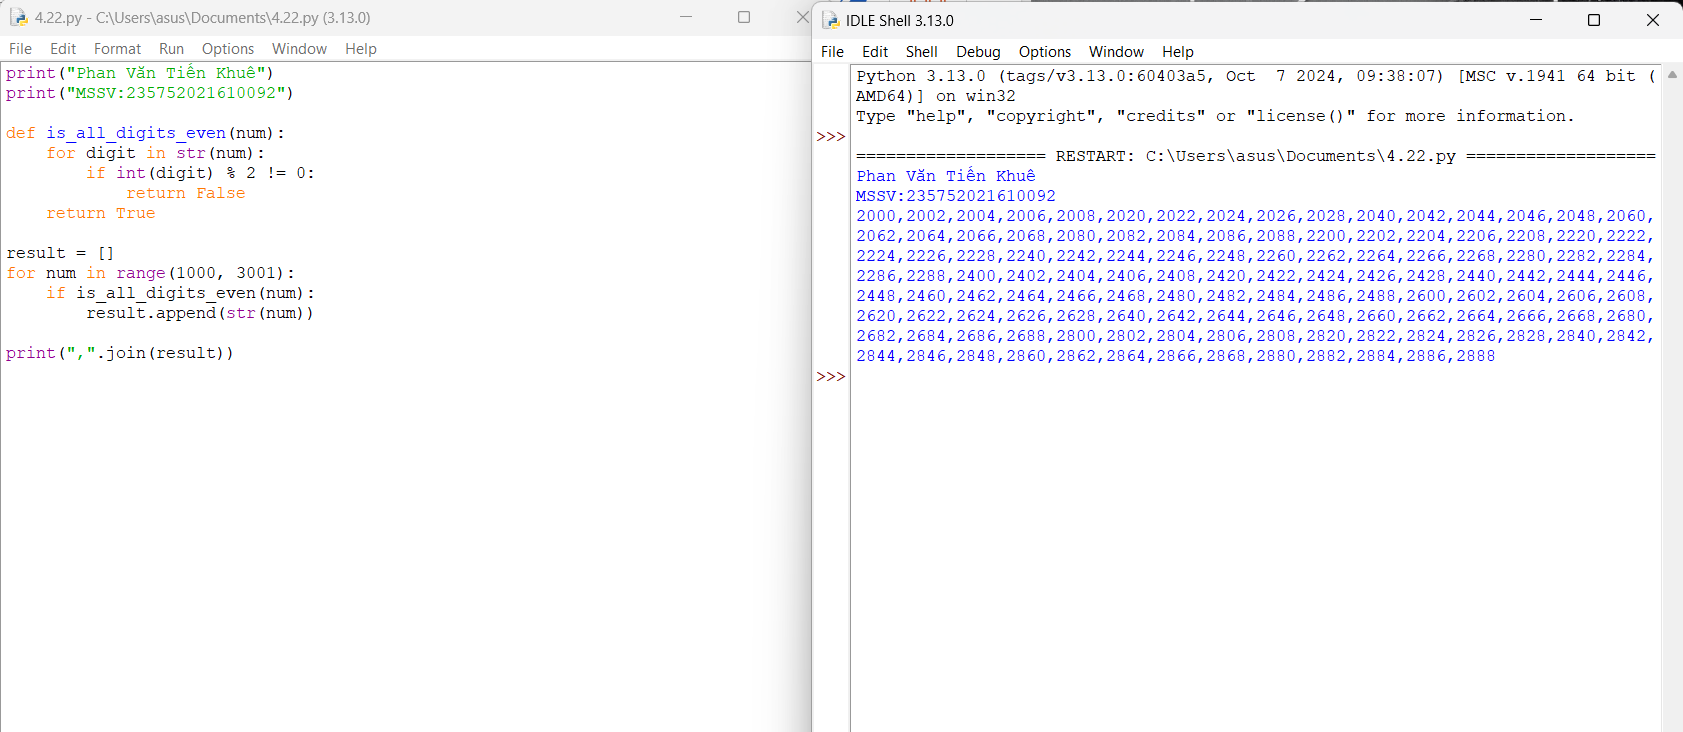 4.22.py - C:\Users\asus\Documents\4.22.py (3.13.0)
File Edit Format Run Options Window Help
print("Phan Văn Tiến Khuê")
print("MSSV:235752021610092")
def is_all_digits_even(num):
    for digit in str(num):
        if int(digit) % 2 != 0:
            return False
    return True
result = []
for num in range(1000, 3001):
    if is_all_digits_even(num):
        result.append(str(num))
print(",".join(result))
IDLE Shell 3.13.0
File Edit Shell Debug Options Window Help
Python 3.13.0 (tags/v3.13.0:60403a5, Oct  7 2024, 09:38:07) [MSC v.1941 64 bit (
AMD64)] on win32
Type "help", "copyright", "credits" or "license()" for more information.
>>>
=================== RESTART: C:\Users\asus\Documents\4.22.py ===================
Phan Văn Tiến Khuê
MSSV:235752021610092
2000,2002,2004,2006,2008,2020,2022,2024,2026,2028,2040,2042,2044,2046,2048,2060,
2062,2064,2066,2068,2080,2082,2084,2086,2088,2200,2202,2204,2206,2208,2220,2222,
2224,2226,2228,2240,2242,2244,2246,2248,2260,2262,2264,2266,2268,2280,2282,2284,
2286,2288,2400,2402,2404,2406,2408,2420,2422,2424,2426,2428,2440,2442,2444,2446,
2448,2460,2462,2464,2466,2468,2480,2482,2484,2486,2488,2600,2602,2604,2606,2608,
2620,2622,2624,2626,2628,2640,2642,2644,2646,2648,2660,2662,2664,2666,2668,2680,
2682,2684,2686,2688,2800,2802,2804,2806,2808,2820,2822,2824,2826,2828,2840,2842,
2844,2846,2848,2860,2862,2864,2866,2868,2880,2882,2884,2886,2888
>>>